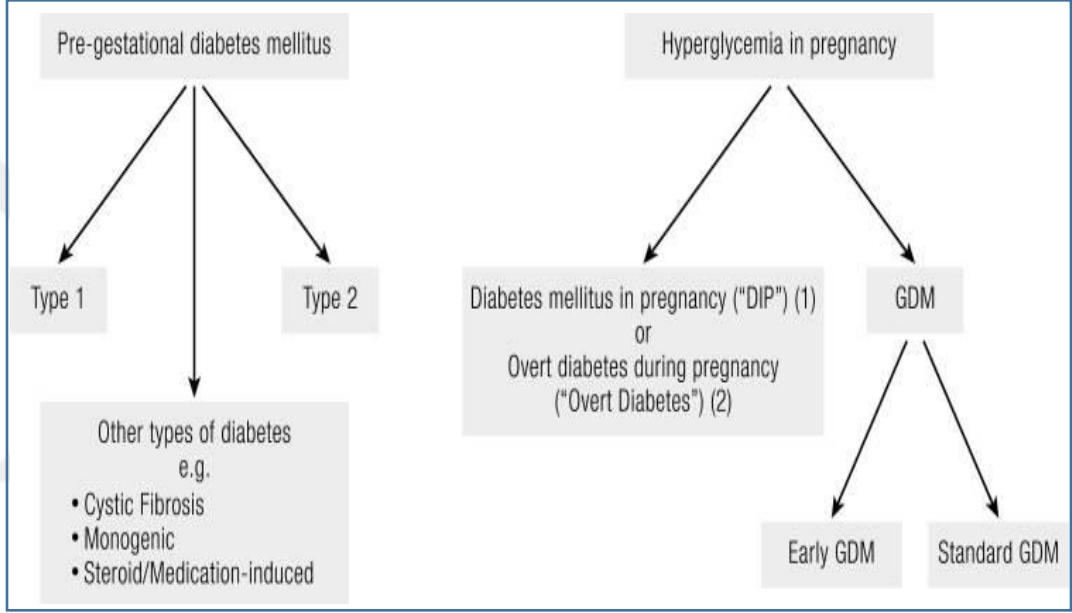 Pre-gestational diabetes mellitus
Type 1
Type 2
Other types of diabetes
e.g.
• Cystic Fibrosis
• Monogenic
• Steroid/Medication-induced
Hyperglycemia in pregnancy
Diabetes mellitus in pregnancy (“DIP”) (1)
or
Overt diabetes during pregnancy
(“Overt Diabetes”) (2)
GDM
Early GDM
Standard GDM